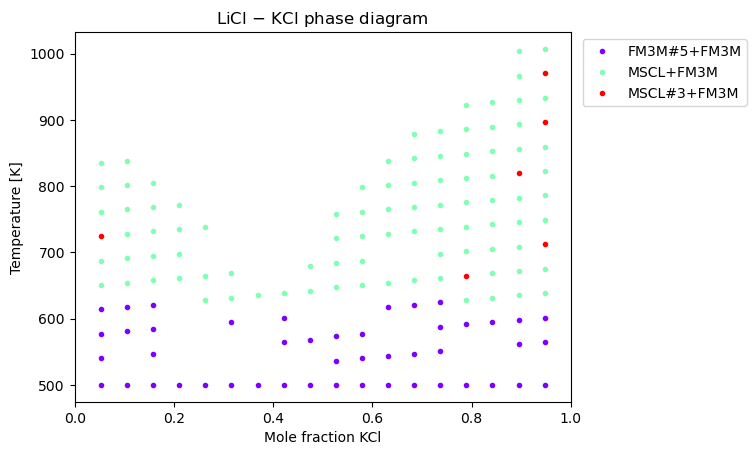 LiCl − KCl phase diagram
FM3M#5+FM3M
MSCL+FM3M
MSCL#3+FM3M
Temperature [K]
1000
900
800
700
600
500
0.0 0.2 0.4 0.6 0.8 1.0
Mole fraction KCl